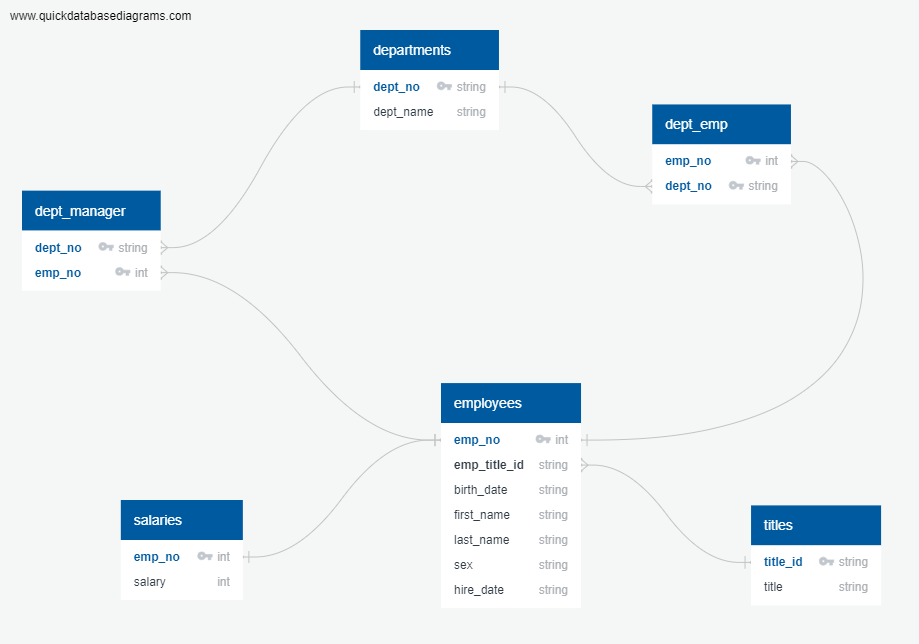 www.quickdatabasediagrams.com
departments
dept_no string
dept_name string
dept_emp
emp_no int
dept_no string
dept_manager
dept_no string
emp_no int
employees
emp_no int
emp_title_id string
birth_date string
first_name string
last_name string
sex string
hire_date string
salaries
emp_no int
salary int
titles
title_id string
title string